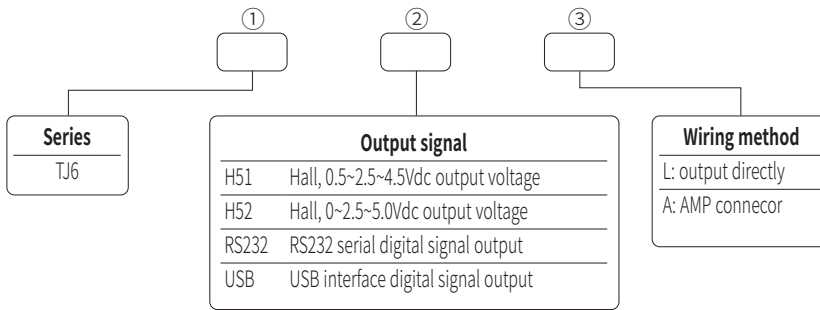 ① ② ③
Series
TJ6
Output signal
H51 Hall, 0.5~2.5~4.5Vdc output voltage
H52 Hall, 0~2.5~5.0Vdc output voltage
RS232 RS232 serial digital signal output
USB USB interface digital signal output
Wiring method
L: output directly
A: AMP connecor